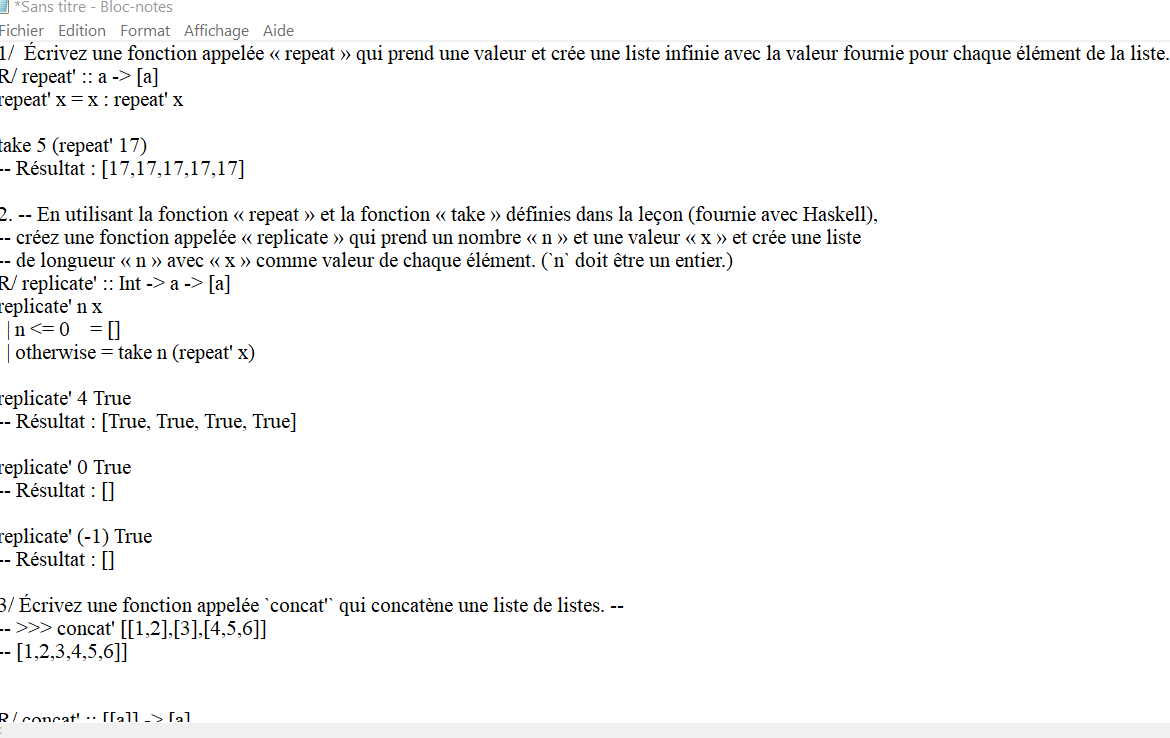 *Sans titre - Bloc-notes
Fichier Edition Format Affichage Aide
1/ Écrivez une fonction appelée « repeat » qui prend une valeur et crée une liste infinie avec la valeur fournie pour chaque élément de la liste.
R/ repeat' :: a -> [a]
repeat' x = x : repeat' x
take 5 (repeat' 17)
-- Résultat : [17,17,17,17,17]
2. -- En utilisant la fonction « repeat » et la fonction « take » définies dans la leçon (fournie avec Haskell),
-- créez une fonction appelée « replicate » qui prend un nombre « n » et une valeur « x » et crée une liste
-- de longueur « n » avec « x » comme valeur de chaque élément. (`n` doit être un entier.)
R/ replicate' :: Int -> a -> [a]
replicate' n x
| n <= 0 = []
| otherwise = take n (repeat' x)
replicate' 4 True
-- Résultat : [True, True, True, True]
replicate' 0 True
-- Résultat : []
replicate' (-1) True
-- Résultat : []
3/ Écrivez une fonction appelée `concat'` qui concatène une liste de listes. --
-- >>> concat' [[1,2],[3],[4,5,6]]
-- [1,2,3,4,5,6]]
R/ concat' :: [[a]] -> [a]